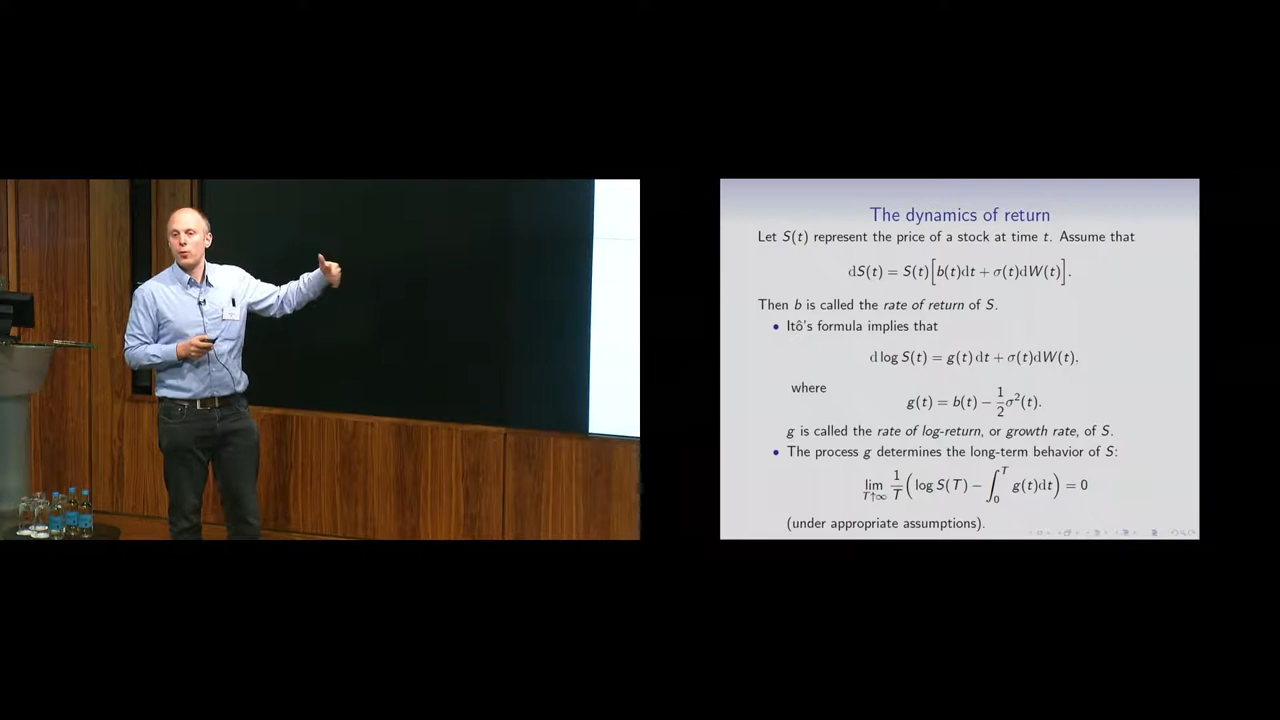 The dynamics of return
Let S(t) represent the price of a stock at time t. Assume that
dS(t) = S(t)[b(t)dt + σ(t)dW(t)].
Then b is called the rate of return of S.
• Itô's formula implies that
d log S(t) = g(t) dt + σ(t)dW(t),
where
g(t) = b(t) − 1/2 σ²(t).
g is called the rate of log-return, or growth rate, of S.
• The process g determines the long-term behavior of S:
lim T↑∞ 1/T (log S(T) − ∫₀ᵀ g(t)dt) = 0
(under appropriate assumptions).